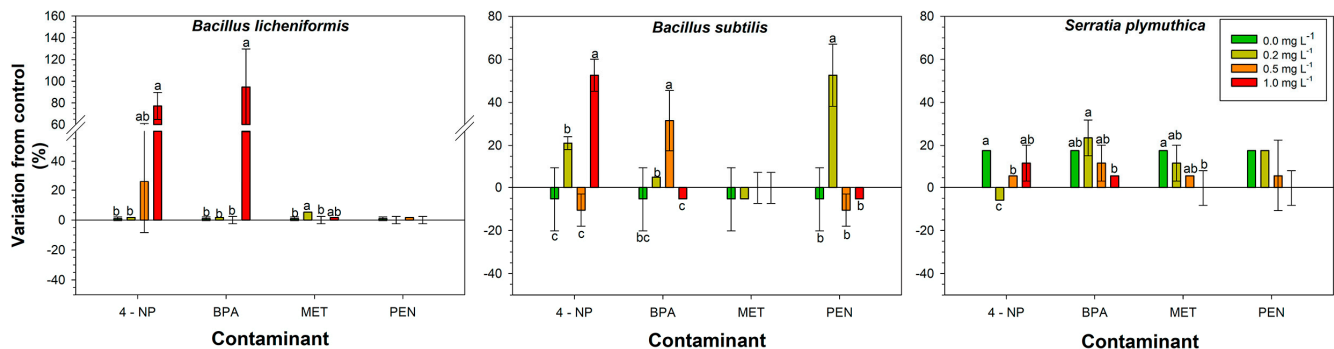 Variation from control
(%)
Bacillus licheniformis
160
140
120
100
80
60
40
20
0
-20
-40
b b ab a
b b b a
b a b ab
4 - NP BPA MET PEN
Contaminant
Bacillus subtilis
80
60
40
20
0
-20
-40
c b c a
bc b a c
b a b b
4 - NP BPA MET PEN
Contaminant
Serratia plymuthica
80
60
40
20
0
-20
-40
a c b ab
ab a ab b
a ab ab b
4 - NP BPA MET PEN
Contaminant
0.0 mg L-1
0.2 mg L-1
0.5 mg L-1
1.0 mg L-1